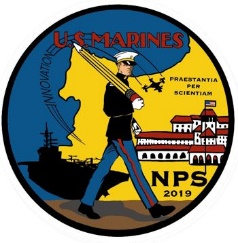 U.S. MARINES
INNOVATION
PRAESTANTIA
PER
SCIENTIAM
NPS
2019